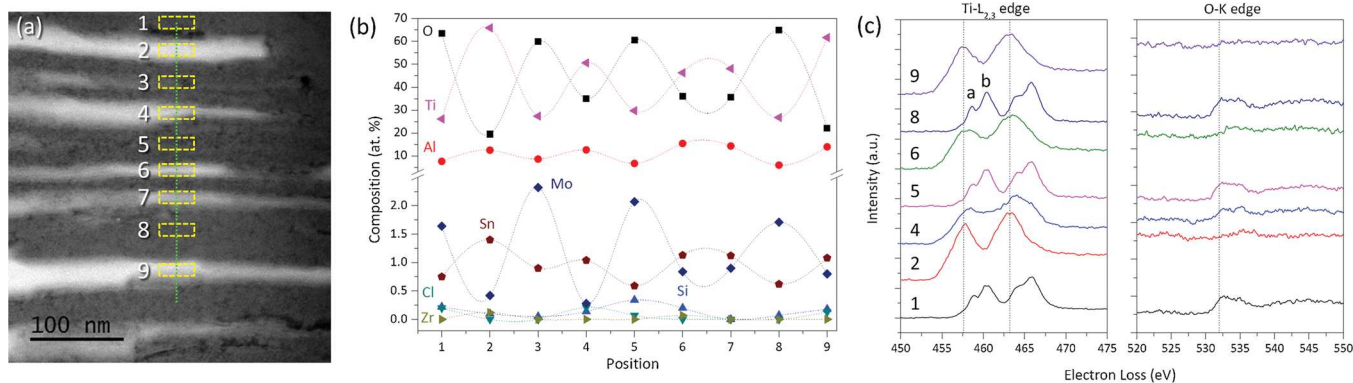 (a)
1
2
3
4
5
6
7
8
9
100 nm
(b)
Composition (at. %)
70
60
50
40
30
20
10
2.0
1.5
1.0
0.5
0.0
O
Ti
Al
Mo
Sn
Cl
Si
Zr
1 2 3 4 5 6 7 8 9
Position
(c)
Ti-L2,3 edge
O-K edge
Intensity (a.u.)
9
a b
8
6
5
4
2
1
450 455 460 465 470 475
520 525 530 535 540 545 550
Electron Loss (eV)